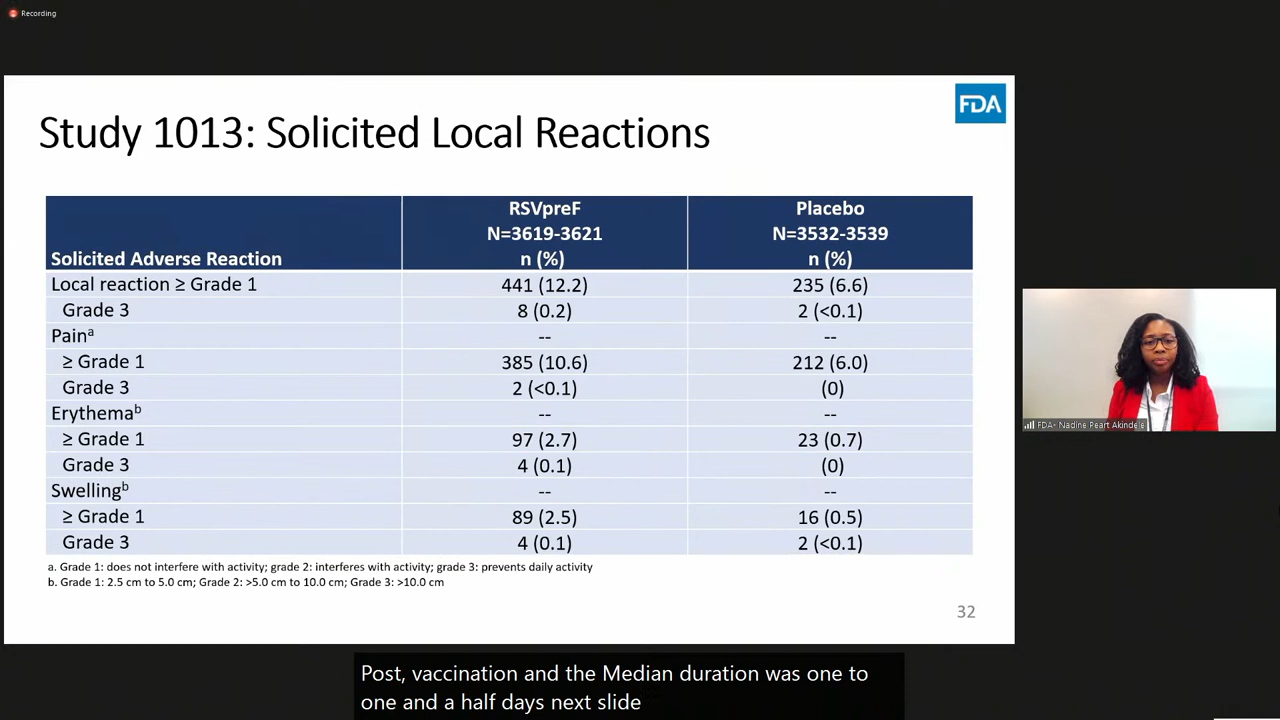 Recording
FDA
Study 1013: Solicited Local Reactions
Solicited Adverse Reaction
RSVpreF
N=3619-3621
n (%)
Placebo
N=3532-3539
n (%)
Local reaction ≥ Grade 1 441 (12.2) 235 (6.6)
Grade 3 8 (0.2) 2 (<0.1)
Painᵃ -- --
≥ Grade 1 385 (10.6) 212 (6.0)
Grade 3 2 (<0.1) (0)
Erythemaᵇ -- --
≥ Grade 1 97 (2.7) 23 (0.7)
Grade 3 4 (0.1) (0)
Swellingᵇ -- --
≥ Grade 1 89 (2.5) 16 (0.5)
Grade 3 4 (0.1) 2 (<0.1)
a. Grade 1: does not interfere with activity; grade 2: interferes with activity; grade 3: prevents daily activity
b. Grade 1: 2.5 cm to 5.0 cm; Grade 2: >5.0 cm to 10.0 cm; Grade 3: >10.0 cm
32
FDA- Nadine Peart Akindele
Post, vaccination and the Median duration was one to
one and a half days next slide